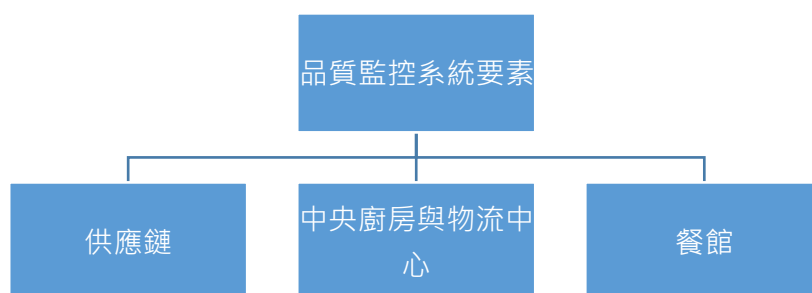 品質監控系統要素
供應鏈
中央廚房與物流中
心
餐館